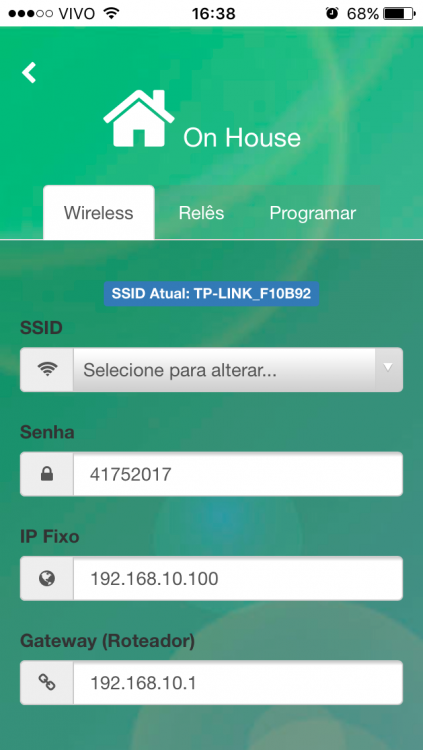 VIVO 16:38 68%
On House
Wireless Relês Programar
SSID Atual: TP-LINK_F10B92
SSID
Selecione para alterar...
Senha
41752017
IP Fixo
192.168.10.100
Gateway (Roteador)
192.168.10.1